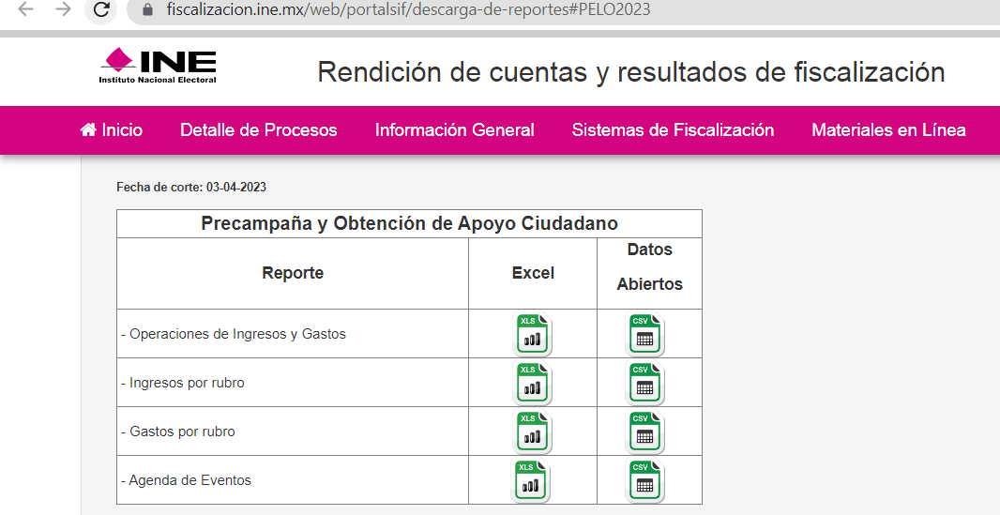 fiscalizacion.ine.mx/web/portalsif/descarga-de-reportes#PELO2023
INE
Instituto Nacional Electoral
Rendición de cuentas y resultados de fiscalización
Inicio Detalle de Procesos Información General Sistemas de Fiscalización Materiales en Línea
Fecha de corte: 03-04-2023
Precampaña y Obtención de Apoyo Ciudadano
Reporte Excel Datos Abiertos
- Operaciones de Ingresos y Gastos XLS CSV
- Ingresos por rubro XLS CSV
- Gastos por rubro XLS CSV
- Agenda de Eventos XLS CSV